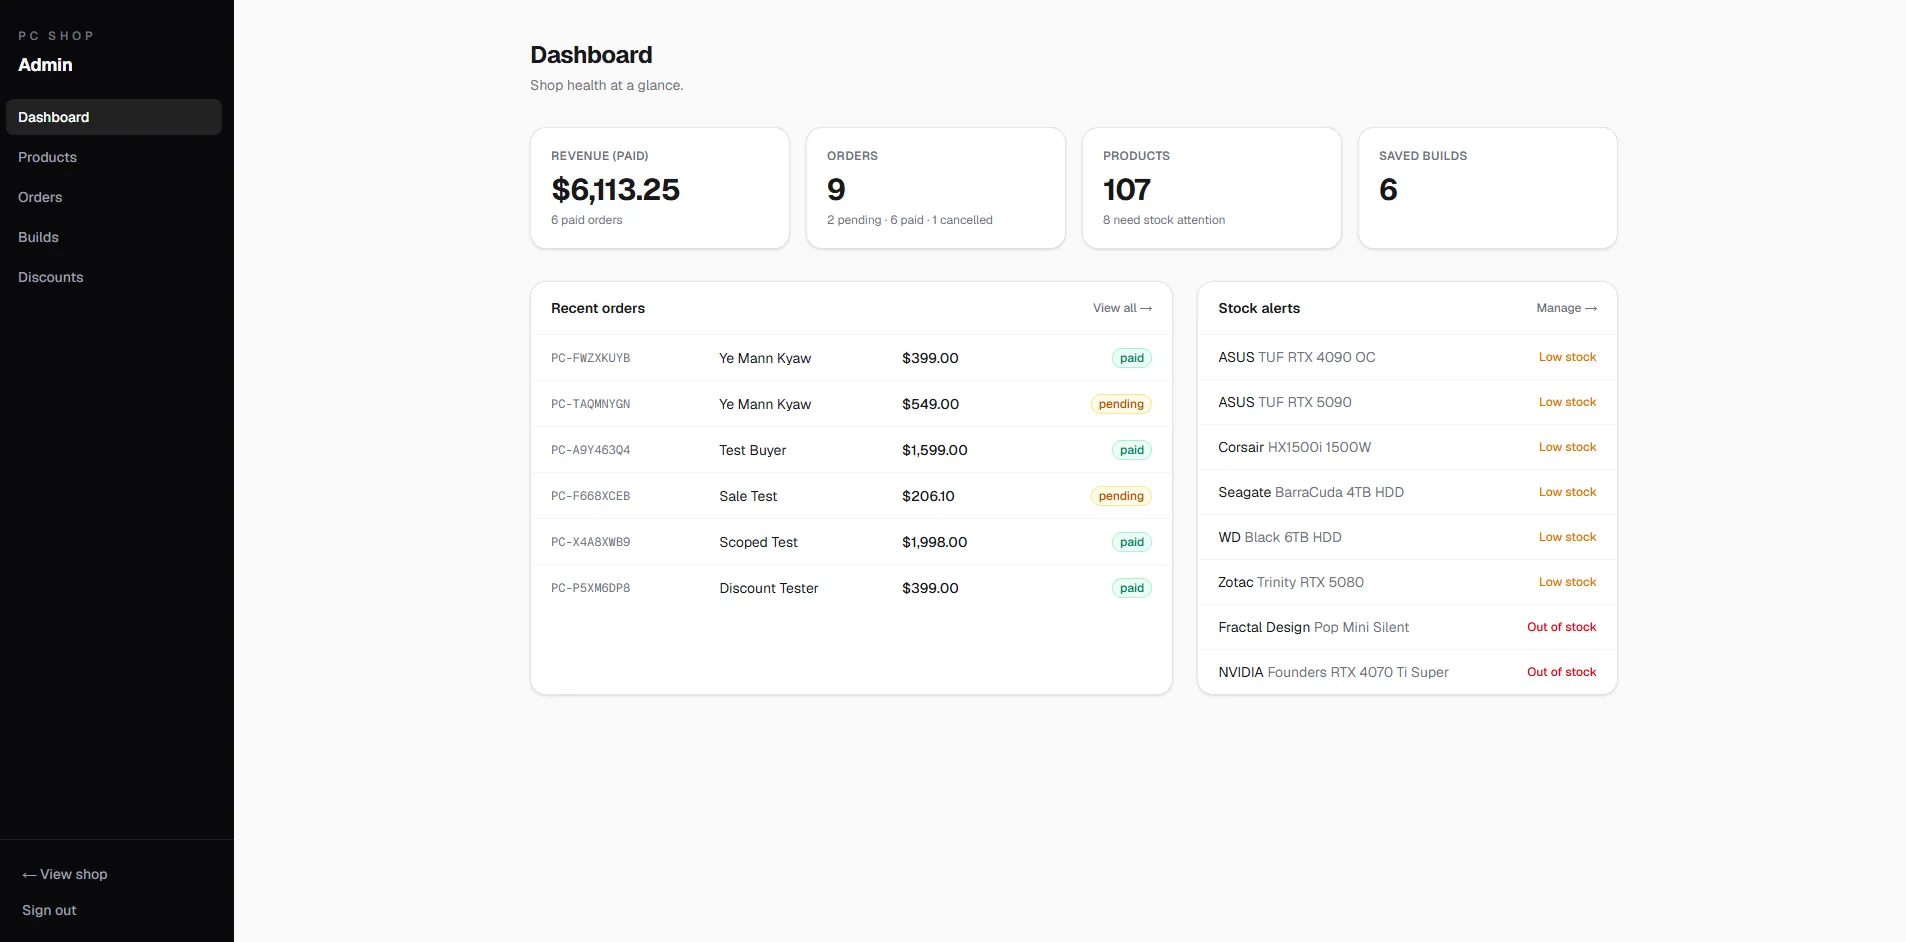 PC SHOP
Admin
Dashboard
Products
Orders
Builds
Discounts
← View shop
Sign out
Dashboard
Shop health at a glance.
REVENUE (PAID)
$6,113.25
6 paid orders
ORDERS
9
2 pending · 6 paid · 1 cancelled
PRODUCTS
107
8 need stock attention
SAVED BUILDS
6
Recent orders View all →
PC-FWZXKUYB Ye Mann Kyaw $399.00 paid
PC-TAQMNYGN Ye Mann Kyaw $549.00 pending
PC-A9Y463Q4 Test Buyer $1,599.00 paid
PC-F668XCEB Sale Test $206.10 pending
PC-X4A8XWB9 Scoped Test $1,998.00 paid
PC-P5XM6DP8 Discount Tester $399.00 paid
Stock alerts Manage →
ASUS TUF RTX 4090 OC Low stock
ASUS TUF RTX 5090 Low stock
Corsair HX1500i 1500W Low stock
Seagate BarraCuda 4TB HDD Low stock
WD Black 6TB HDD Low stock
Zotac Trinity RTX 5080 Low stock
Fractal Design Pop Mini Silent Out of stock
NVIDIA Founders RTX 4070 Ti Super Out of stock